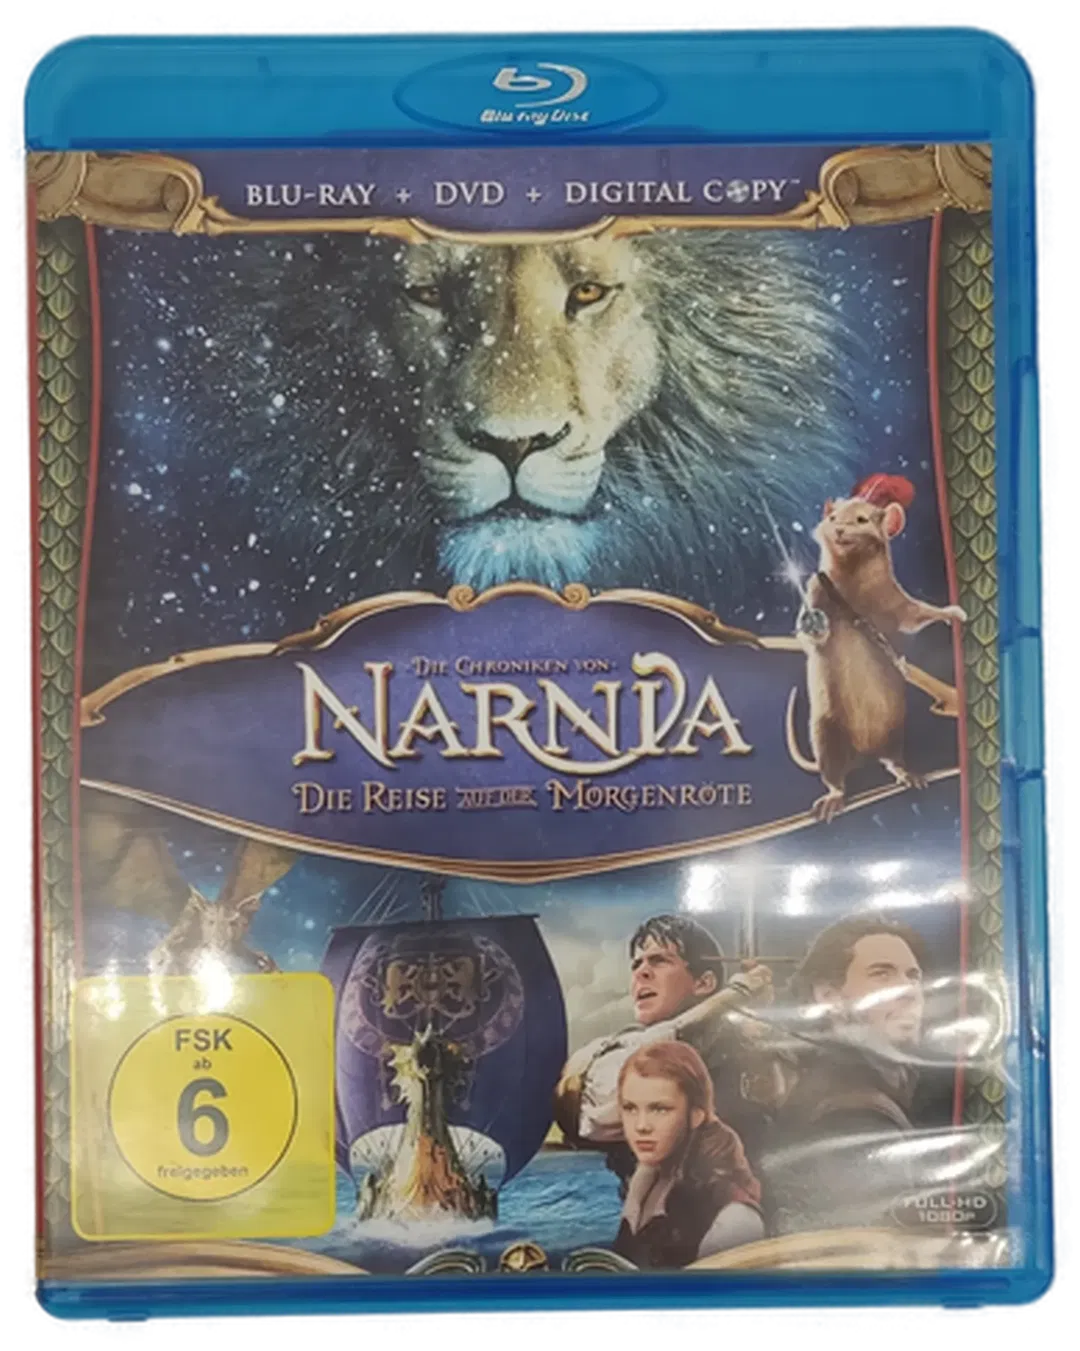 Blu-ray Disc
BLU-RAY + DVD + DIGITAL COPY™
DIE CHRONIKEN VON
NARNIA
DIE REISE AUF DER MORGENRÖTE
FSK
ab
6
freigegeben
FULL-HD
1080P